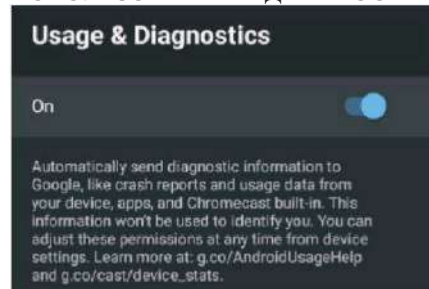 Usage & Diagnostics
On
Automatically send diagnostic information to
Google, like crash reports and usage data from
your device, apps, and Chromecast built-in. This
information won't be used to identify you. You can
adjust these permissions at any time from device
settings. Learn more at: g.co/AndroidUsageHelp
and g.co/cast/device_stats.